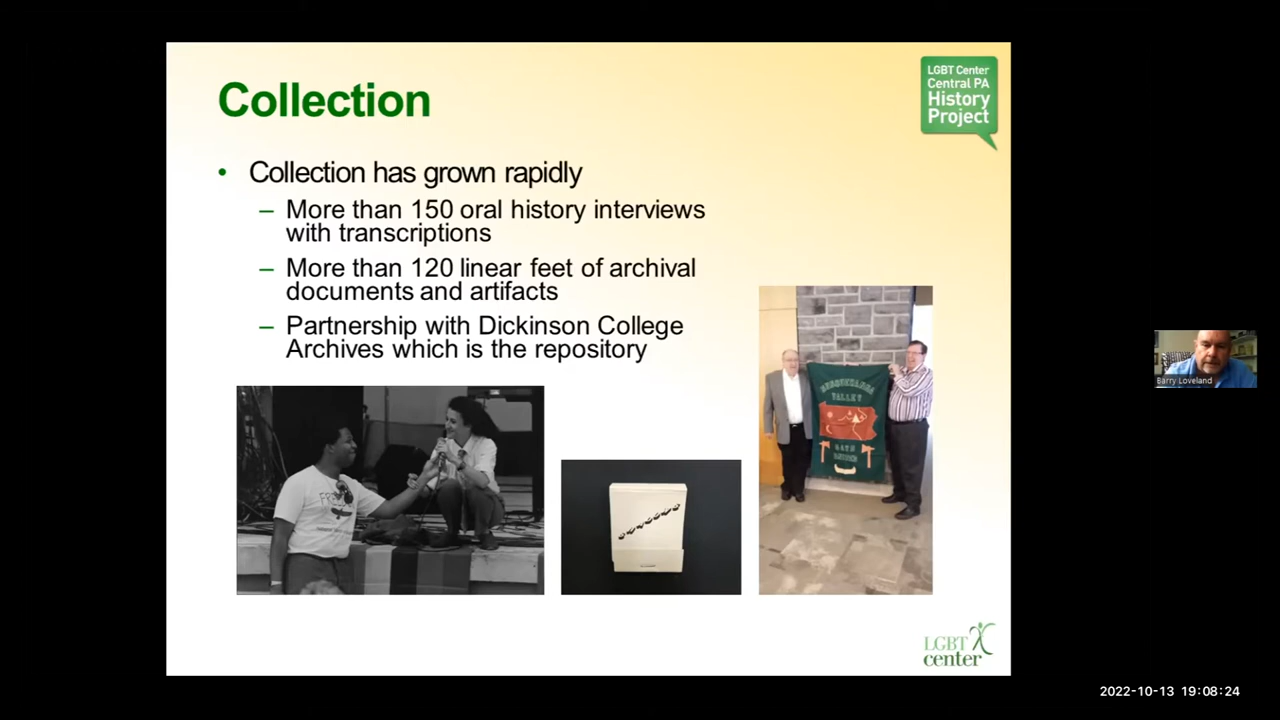 Collection
LGBT Center
Central PA
History
Project
• Collection has grown rapidly
– More than 150 oral history interviews
with transcriptions
– More than 120 linear feet of archival
documents and artifacts
– Partnership with Dickinson College
Archives which is the repository
SUSQUEHANNA
VALLEY
Barry Loveland
LGBT
center
2022-10-13 19:08:24